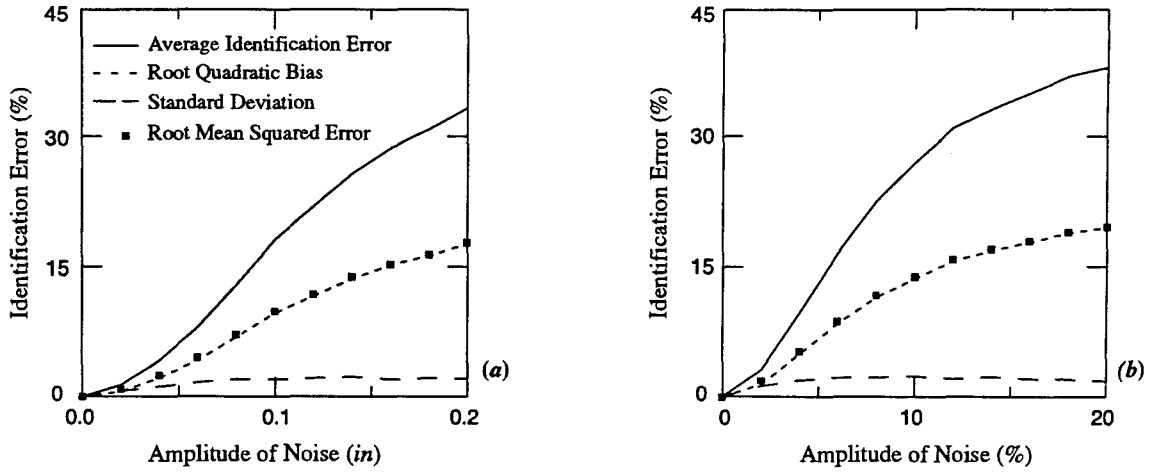 45
Average Identification Error
Root Quadratic Bias
Standard Deviation
Root Mean Squared Error
30
15
0
Identification Error (%)
0.0
0.1
0.2
Amplitude of Noise (in)
(a)
45
30
15
0
Identification Error (%)
0
10
20
Amplitude of Noise (%)
(b)